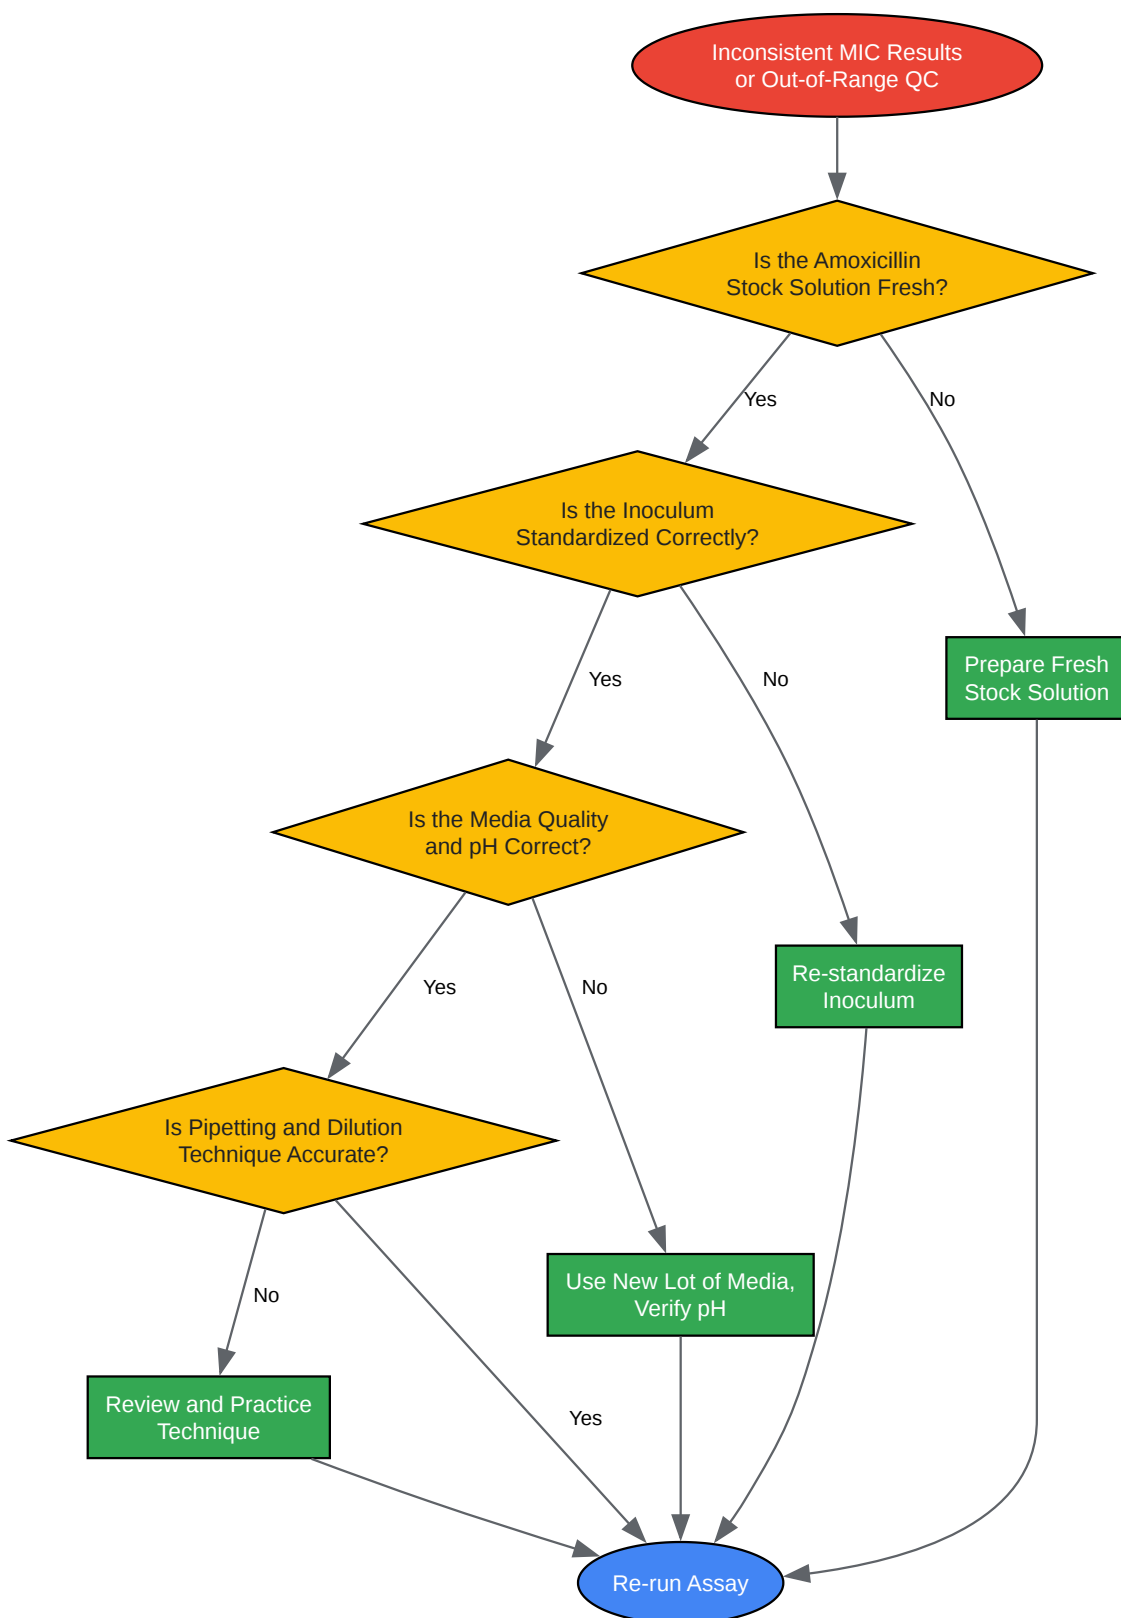 Inconsistent MIC Results
or Out-of-Range QC
Is the Amoxicillin
Stock Solution Fresh?
Yes
No
Is the Inoculum
Standardized Correctly?
Yes
No
Prepare Fresh
Stock Solution
Is the Media Quality
and pH Correct?
Yes
No
Re-standardize
Inoculum
Is Pipetting and Dilution
Technique Accurate?
No
Yes
Use New Lot of Media,
Verify pH
Review and Practice
Technique
Re-run Assay